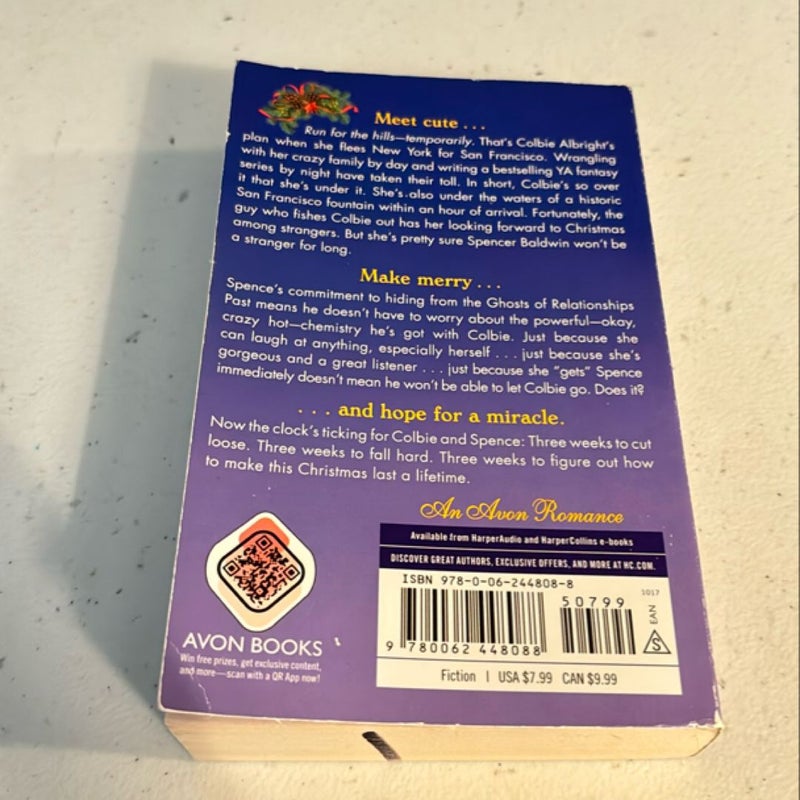 Meet cute . . .
Run for the hills—temporarily. That's Colbie Albright's
plan when she flees New York for San Francisco. Wrangling
with her crazy family by day and writing a bestselling YA fantasy
series by night have taken their toll. In short, Colbie's so over
it that she's under it. She's also under the waters of a historic
San Francisco fountain within an hour of arrival. Fortunately, the
guy who fishes Colbie out has her looking forward to Christmas
among strangers. But she's pretty sure Spencer Baldwin won't be
a stranger for long.
Make merry . . .
Spence's commitment to hiding from the Ghosts of Relationships
Past means he doesn't have to worry about the powerful—okay,
crazy hot—chemistry he's got with Colbie. Just because she
can laugh at anything, especially herself . . . just because she's
gorgeous and a great listener . . . just because she "gets" Spence
immediately doesn't mean he won't be able to let Colbie go. Does it?
. . . and hope for a miracle.
Now the clock's ticking for Colbie and Spence: Three weeks to cut
loose. Three weeks to fall hard. Three weeks to figure out how
to make this Christmas last a lifetime.
An Avon Romance
Available from HarperAudio and HarperCollins e-books
DISCOVER GREAT AUTHORS, EXCLUSIVE OFFERS, AND MORE AT HC.COM.
ISBN 978-0-06-244808-8
50799
1017
EAN
S
9 780062 448088
Fiction | USA $7.99 CAN $9.99
AVON BOOKS
Win free prizes, get exclusive content,
and more—scan with a QR App now!